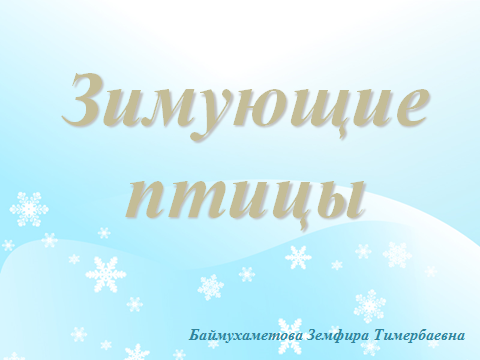 Зимующие
птицы
Баймухаметова Земфира Тимербаевна